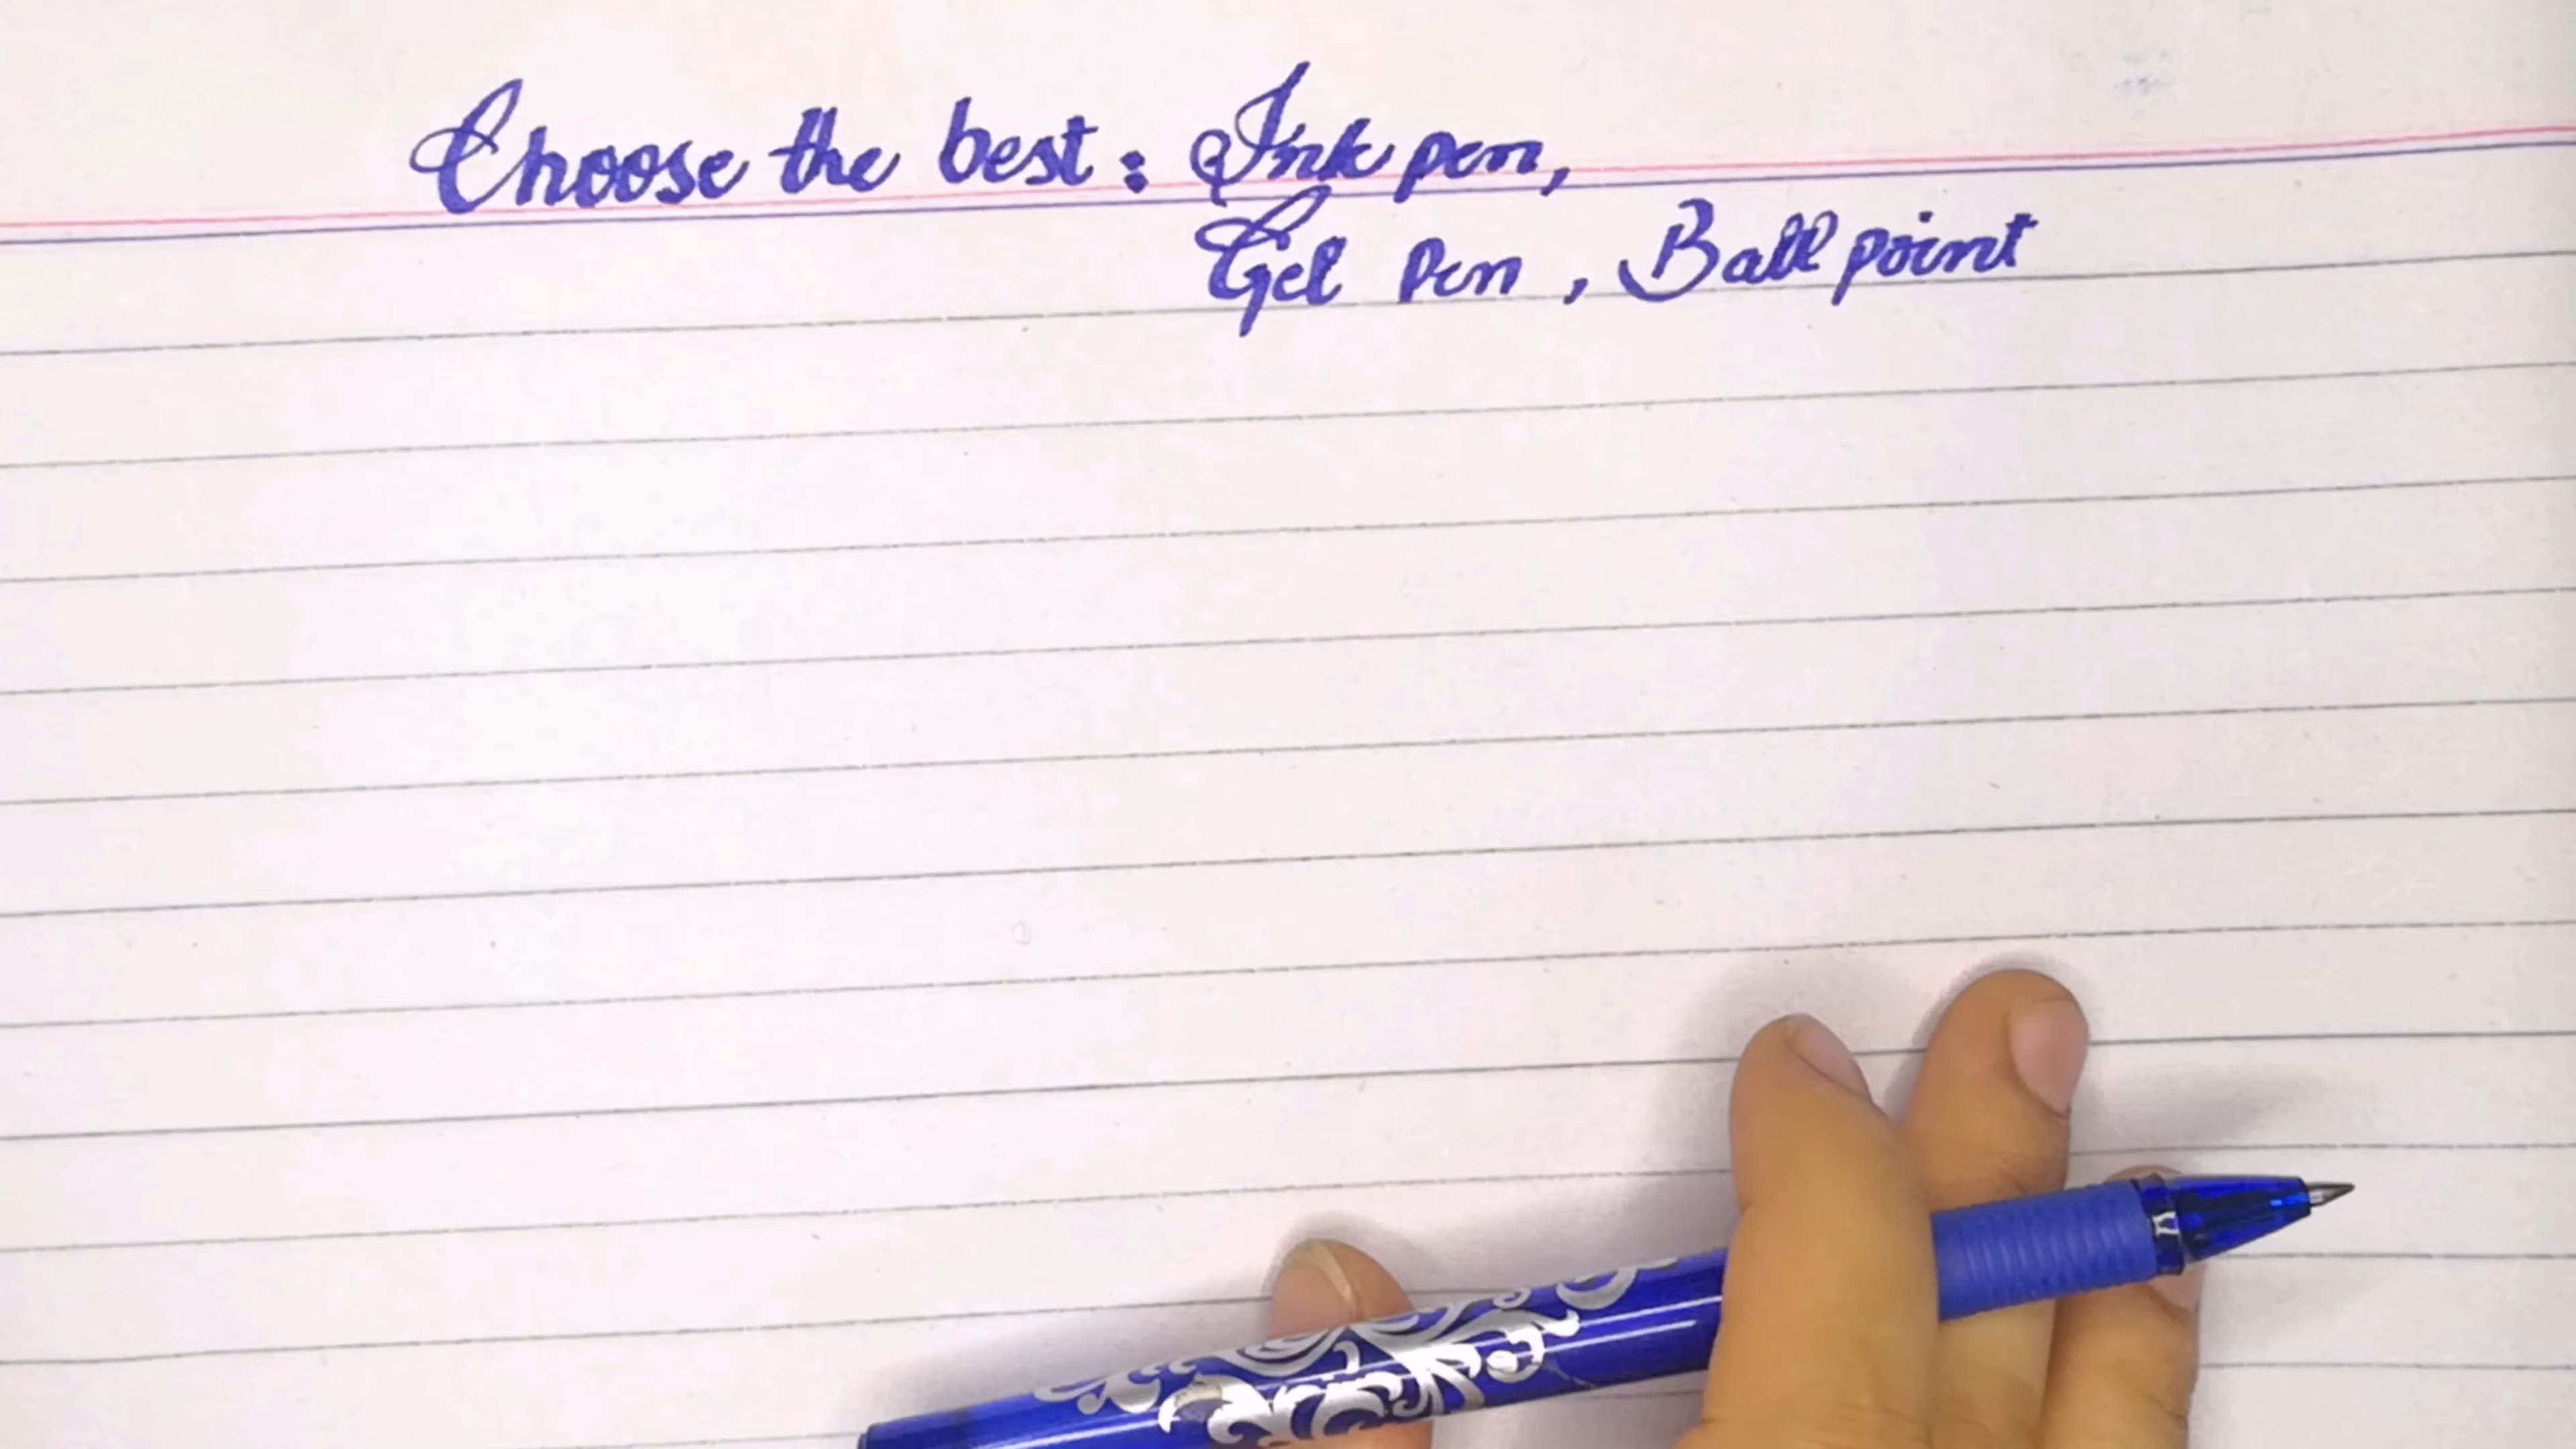 Choose the best : Ink pen,
Gel Pen , Ball point